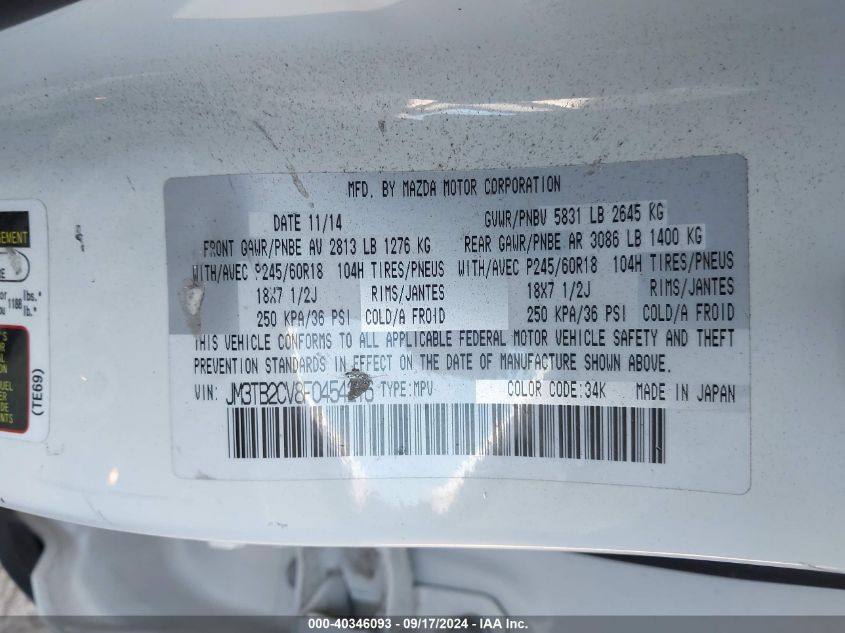 MFD. BY MAZDA MOTOR CORPORATION
DATE 11/14 GVWR/PNBV 5831 LB 2645 KG
FRONT GAWR/PNBE AV 2813 LB 1276 KG REAR GAWR/PNBE AR 3086 LB 1400 KG
WITH/AVEC P245/60R18 104H TIRES/PNEUS WITH/AVEC P245/60R18 104H TIRES/PNEUS
18X7 1/2J RIMS/JANTES 18X7 1/2J RIMS/JANTES
250 KPA/36 PSI COLD/A FROID 250 KPA/36 PSI COLD/A FROID
THIS VEHICLE CONFORMS TO ALL APPLICABLE FEDERAL MOTOR VEHICLE SAFETY AND THEFT
PREVENTION STANDARDS IN EFFECT ON THE DATE OF MANUFACTURE SHOWN ABOVE.
VIN: TYPE:MPV COLOR CODE:34K MADE IN JAPAN
1188 lbs.*
lb.*
(TE69)
000-40346093 - 09/17/2024 - IAA Inc.